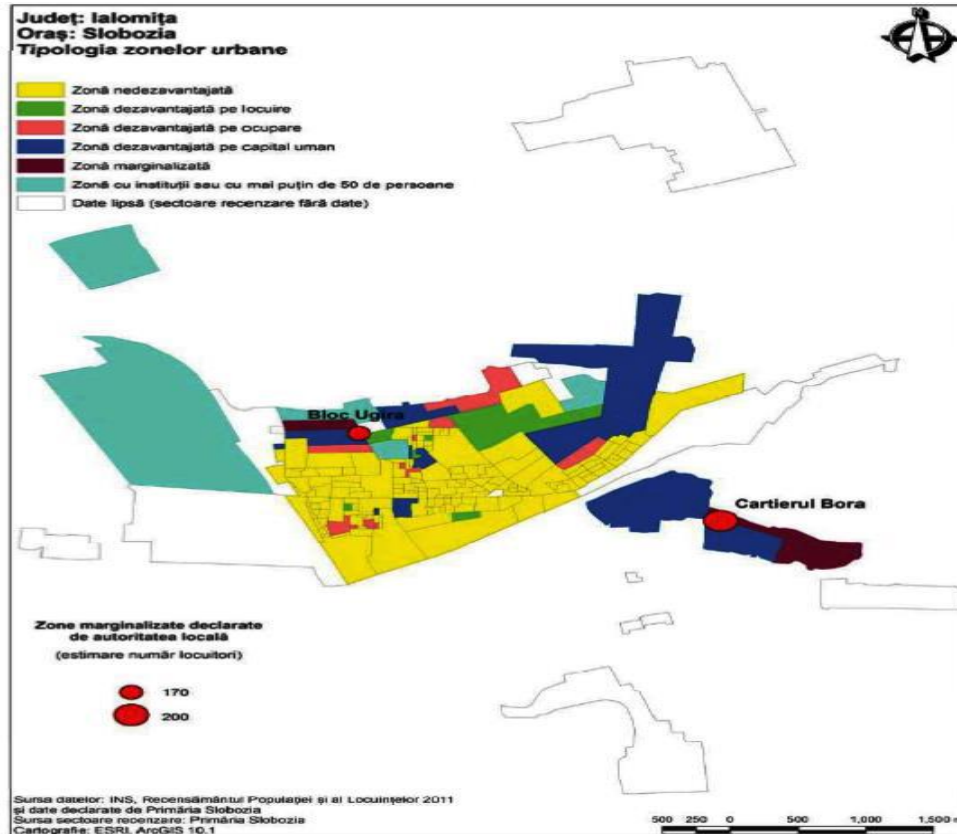 Județ: Ialomița
Oraș: Slobozia
Tipologia zonelor urbane
Zonă nedezavantajată
Zonă dezavantajată pe locuire
Zonă dezavantajată pe ocupare
Zonă dezavantajată pe capital uman
Zonă marginalizată
Zonă cu instituții sau cu mai puțin de 50 de persoane
Date lipsă (sectoare recenzare fără date)
Bloc Ugira
Cartierul Bora
Zone marginalizate declarate
de autoritatea locală
(estimare număr locuitori)
170
200
Sursa datelor: INS, Recensământul Populației și al Locuințelor 2011
și date declarate de Primăria Slobozia
Sursa sectoare recenzare: Primăria Slobozia
Cartografie: ESRI, ArcGIS 10.1
500 250 0 500 1,000 1,500